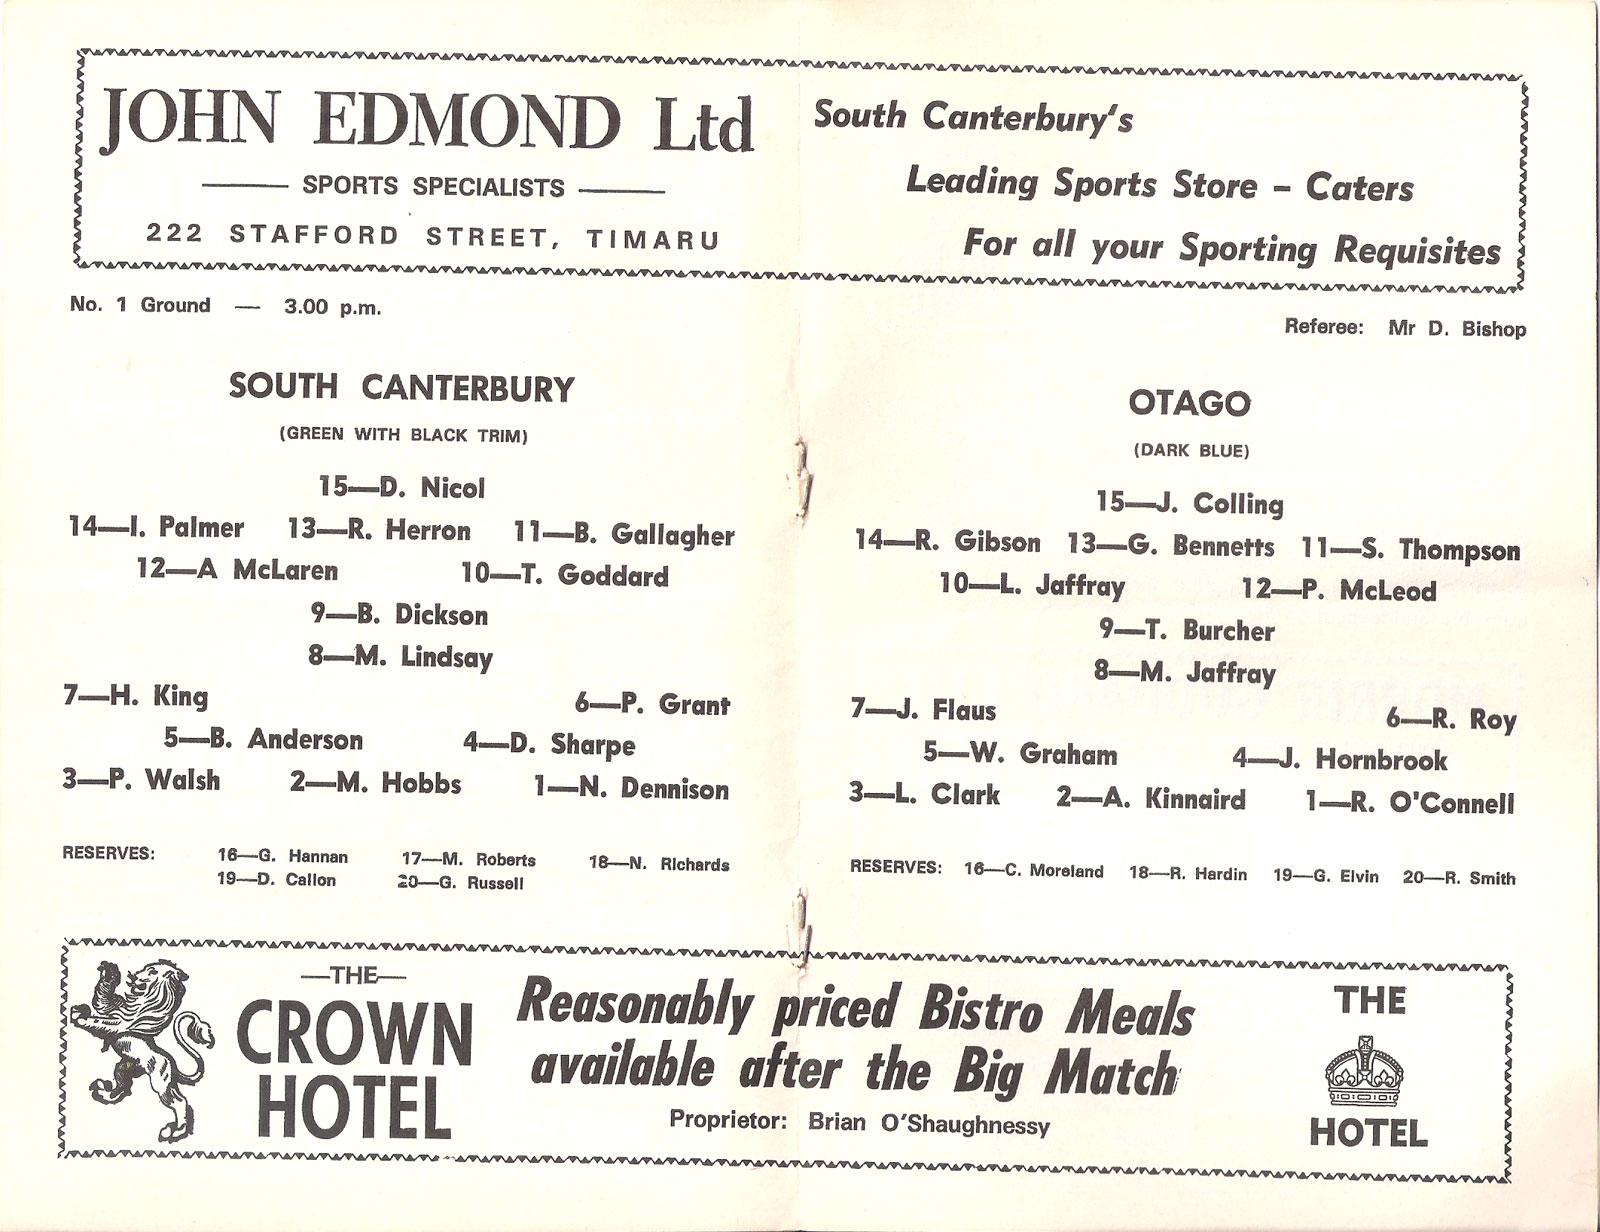 JOHN EDMOND Ltd
SPORTS SPECIALISTS
222 STAFFORD STREET, TIMARU
South Canterbury's
Leading Sports Store – Caters
For all your Sporting Requisites
No. 1 Ground — 3.00 p.m.
SOUTH CANTERBURY
(GREEN WITH BLACK TRIM)
15—D. Nicol
14—I. Palmer 13—R. Herron 11—B. Gallagher
12—A McLaren 10—T. Goddard
9—B. Dickson
8—M. Lindsay
7—H. King 6—P. Grant
5—B. Anderson 4—D. Sharpe
3—P. Walsh 2—M. Hobbs 1—N. Dennison
RESERVES: 16—G. Hannan 17—M. Roberts 18—N. Richards
19—D. Callon 20—G. Russell
Referee: Mr D. Bishop
OTAGO
(DARK BLUE)
15—J. Colling
14—R. Gibson 13—G. Bennetts 11—S. Thompson
10—L. Jaffray 12—P. McLeod
9—T. Burcher
8—M. Jaffray
7—J. Flaus 6—R. Roy
5—W. Graham 4—J. Hornbrook
3—L. Clark 2—A. Kinnaird 1—R. O'Connell
RESERVES: 16—C. Moreland 18—R. Hardin 19—G. Elvin 20—R. Smith
—THE—
CROWN
HOTEL
Reasonably priced Bistro Meals
available after the Big Match
Proprietor: Brian O'Shaughnessy
THE
HOTEL